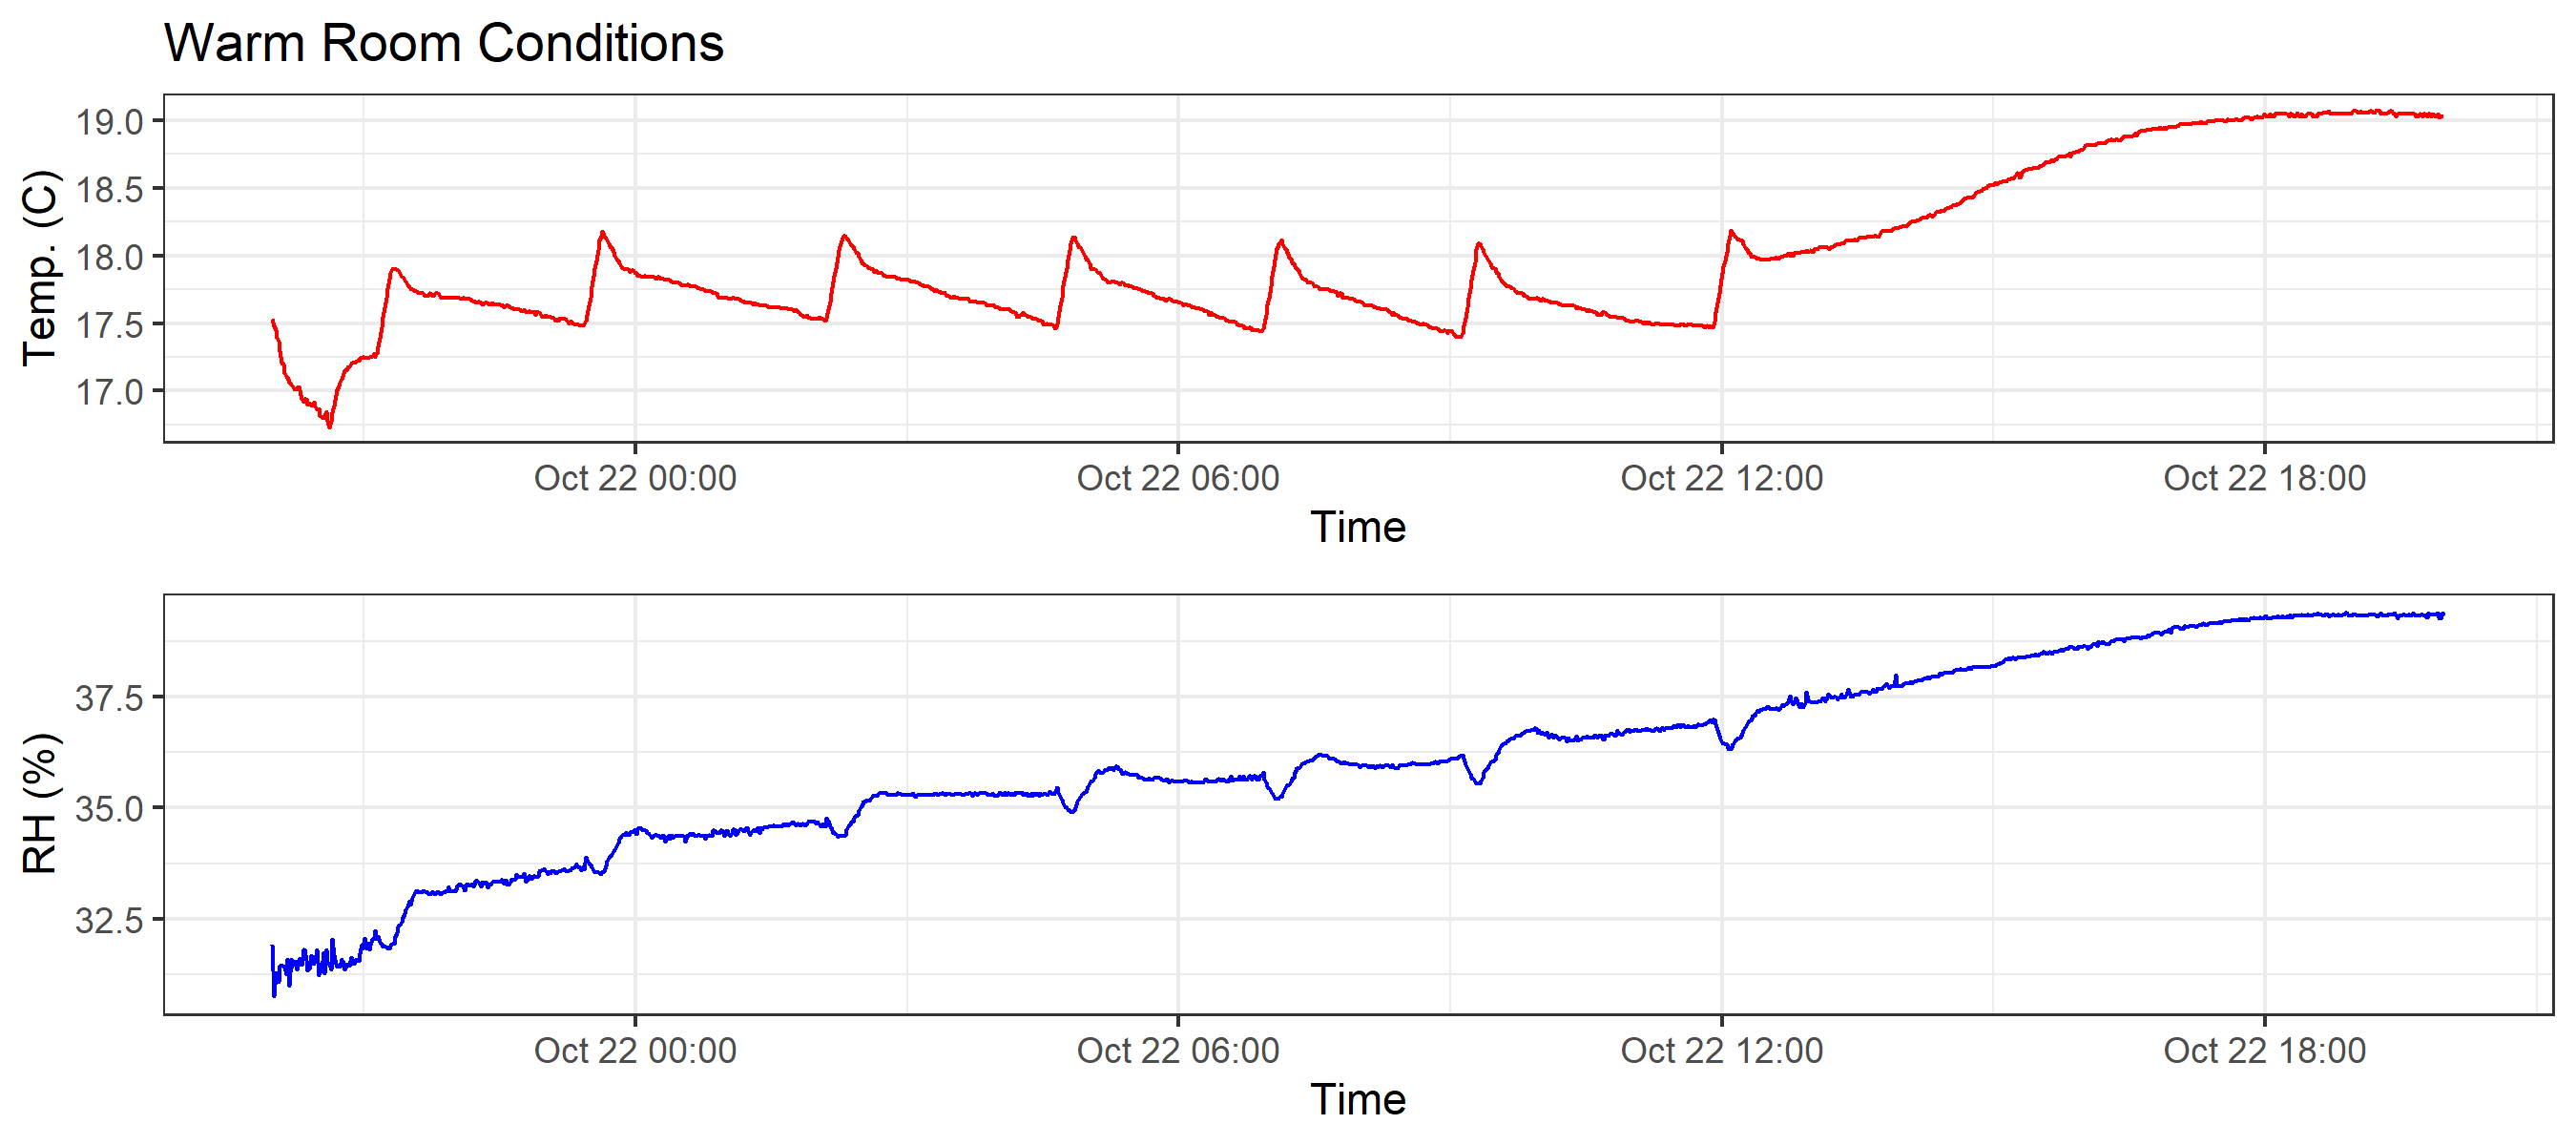 Warm Room Conditions
Temp. (C)
19.0
18.5
18.0
17.5
17.0
Oct 22 00:00 Oct 22 06:00 Oct 22 12:00 Oct 22 18:00
Time
RH (%)
37.5
35.0
32.5
Oct 22 00:00 Oct 22 06:00 Oct 22 12:00 Oct 22 18:00
Time